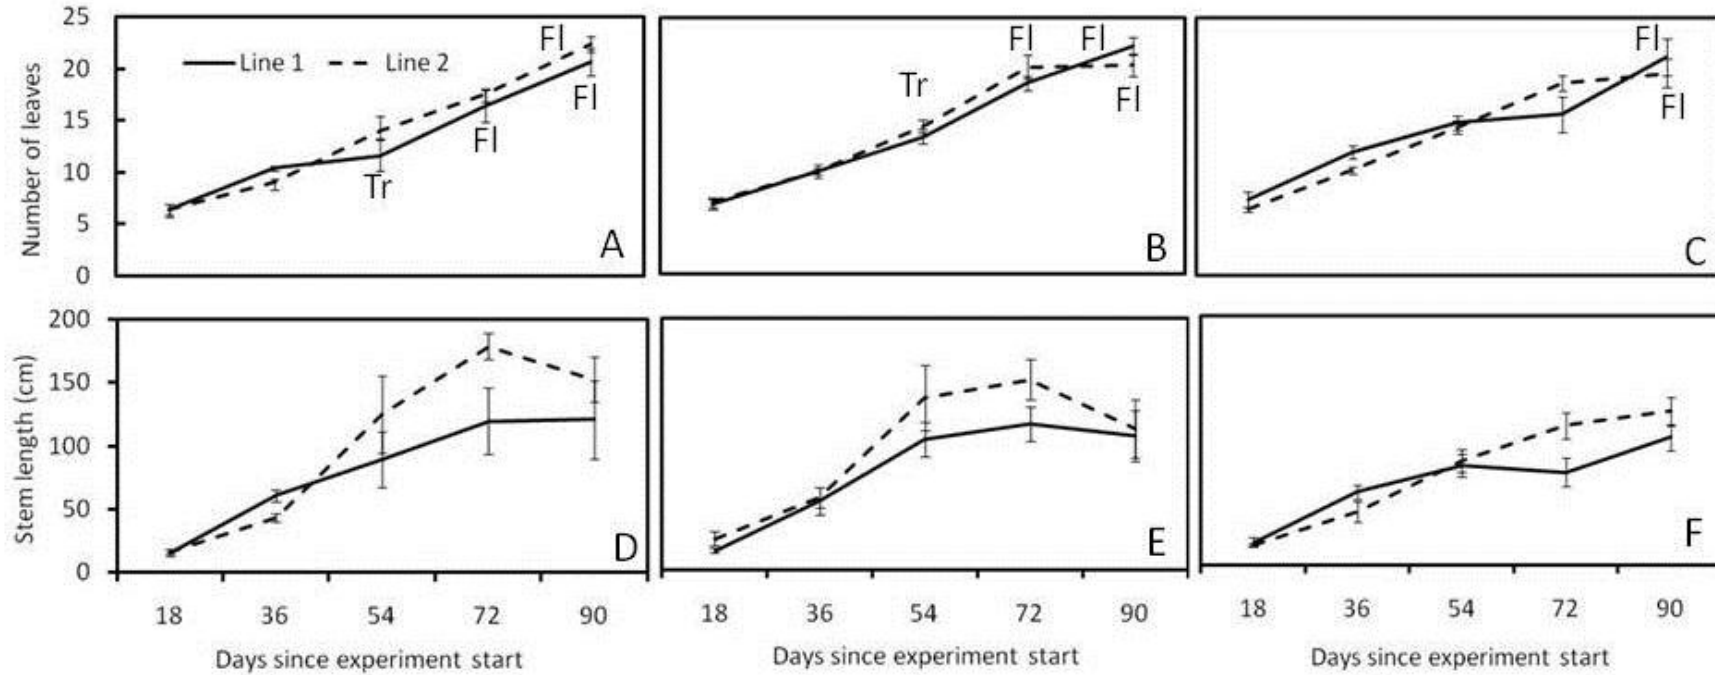 Number of leaves
25
20
15
10
5
0
Line 1
Line 2
Fl
Fl
Fl
Tr
A
Tr
Fl
Fl
Fl
B
Fl
Fl
C
Stem length (cm)
200
150
100
50
0
D
E
F
18 36 54 72 90
18 36 54 72 90
18 36 54 72 90
Days since experiment start
Days since experiment start
Days since experiment start